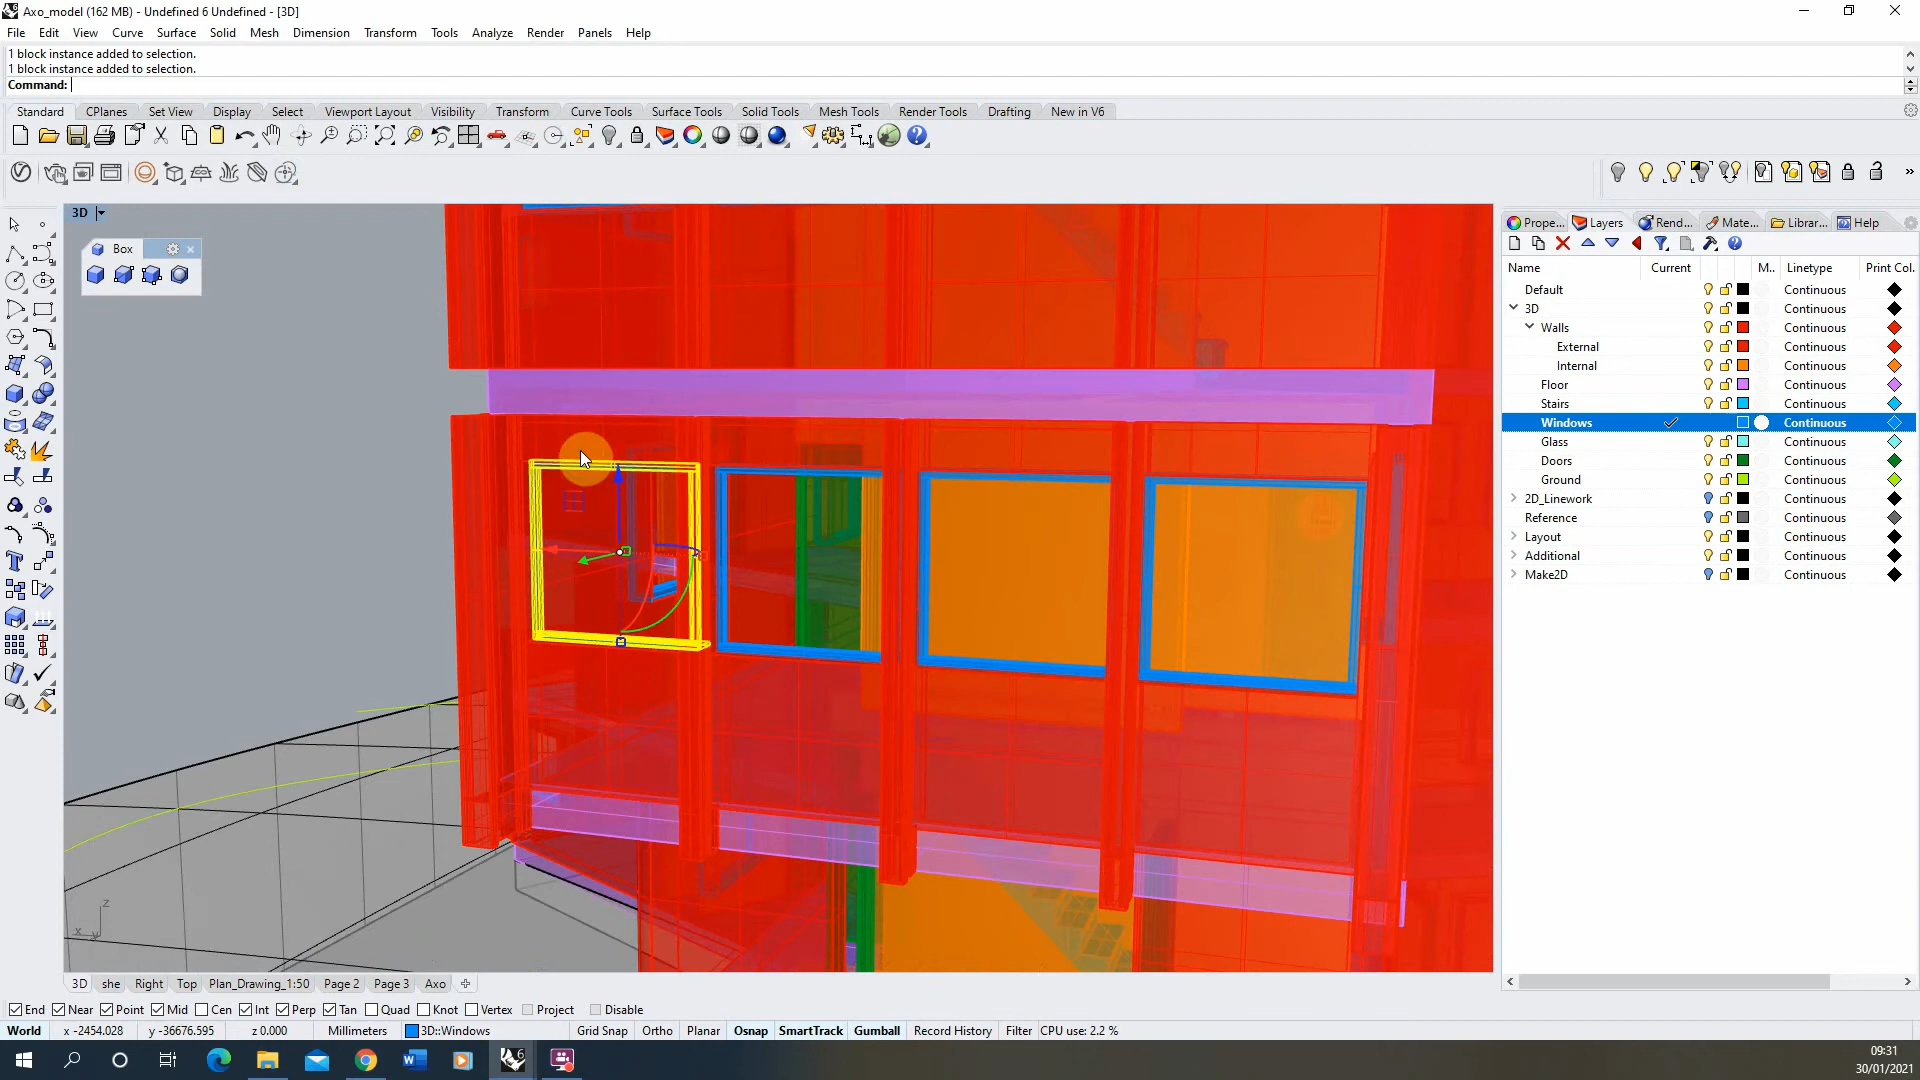 Axo_model (162 MB) - Undefined 6 Undefined - [3D]
File Edit View Curve Surface Solid Mesh Dimension Transform Tools Analyze Render Panels Help
1 block instance added to selection.
1 block instance added to selection.
Command:
Standard CPlanes Set View Display Select Viewport Layout Visibility Transform Curve Tools Surface Tools Solid Tools Mesh Tools Render Tools Drafting New in V6
3D
Box
Prope... Layers Rend... Mate... Librar... Help
Name Current M.. Linetype Print Col.
Default Continuous
3D Continuous
Walls Continuous
External Continuous
Internal Continuous
Floor Continuous
Stairs Continuous
Windows Continuous
Glass Continuous
Doors Continuous
Ground Continuous
2D_Linework Continuous
Reference Continuous
Layout Continuous
Additional Continuous
Make2D Continuous
z
x y
3D she Right Top Plan_Drawing_1:50 Page 2 Page 3 Axo
End Near Point Mid Cen Int Perp Tan Quad Knot Vertex Project Disable
World x -2454.028 y -36676.595 z 0.000 Millimeters 3D::Windows Grid Snap Ortho Planar Osnap SmartTrack Gumball Record History Filter CPU use: 2.2 %
09:31
30/01/2021